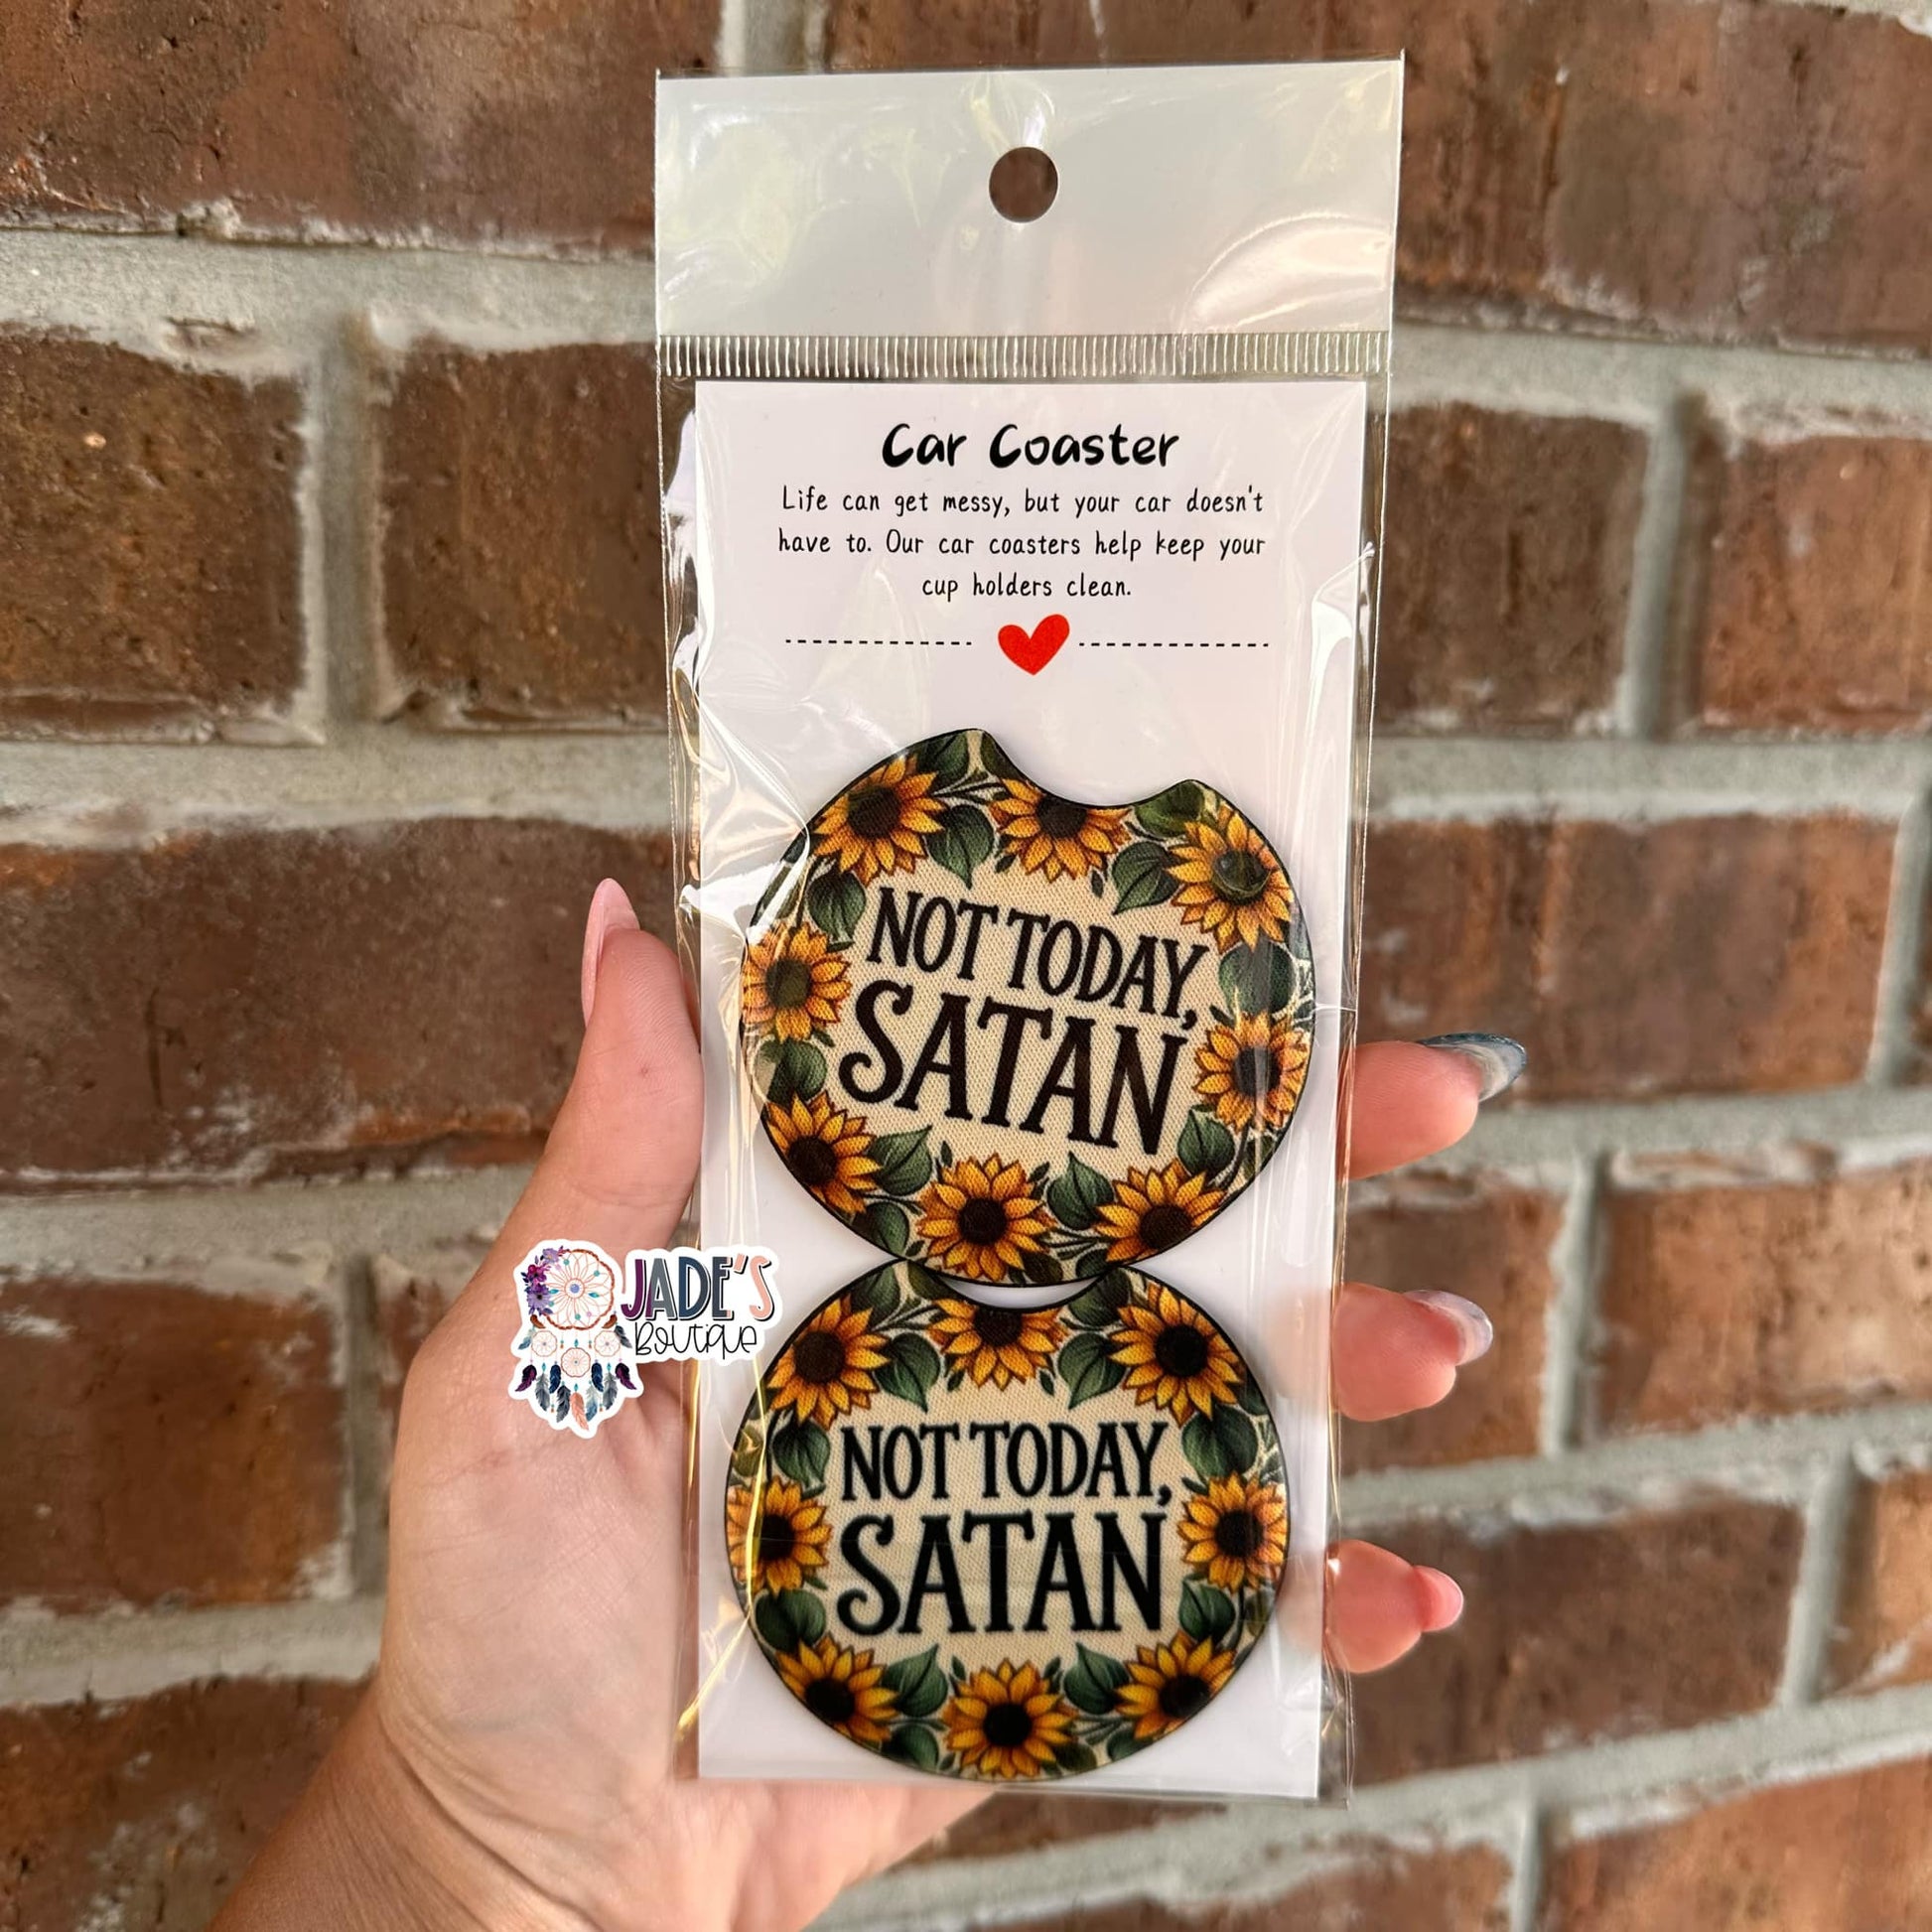 Car Coaster
Life can get messy, but your car doesn't
have to. Our car coasters help keep your
cup holders clean.
NOT TODAY,
SATAN
JADE'S
Boutique
NOT TODAY,
SATAN